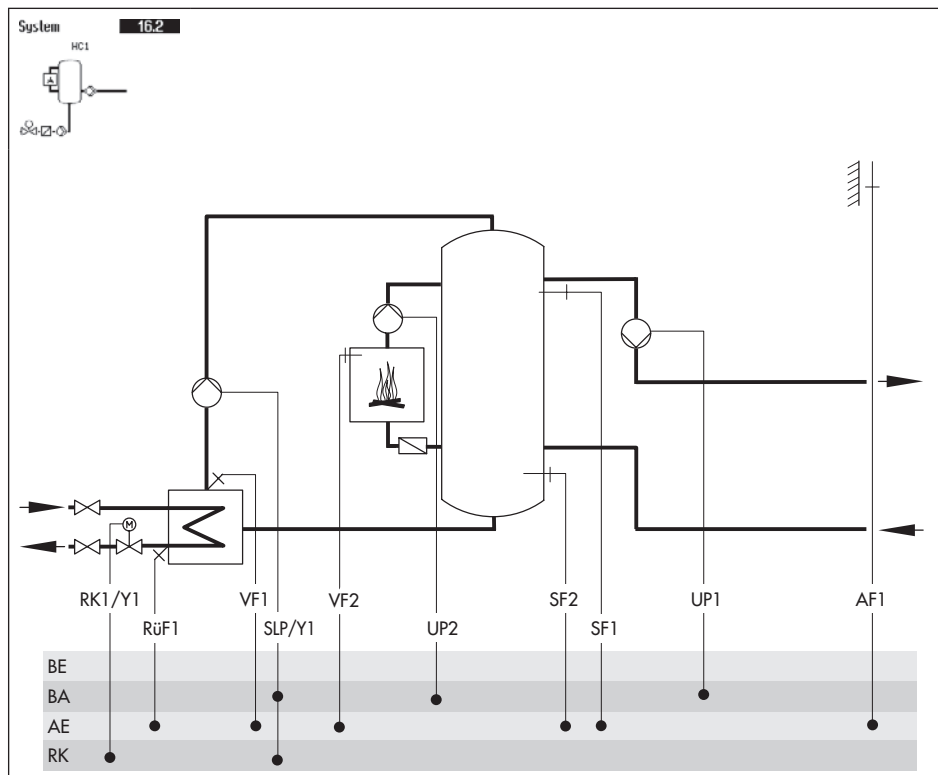 System 16.2
HC1
M
RK1/Y1 VF1 VF2 SF2 UP1 AF1
RüF1 SLP/Y1 UP2 SF1
BE
BA
AE
RK